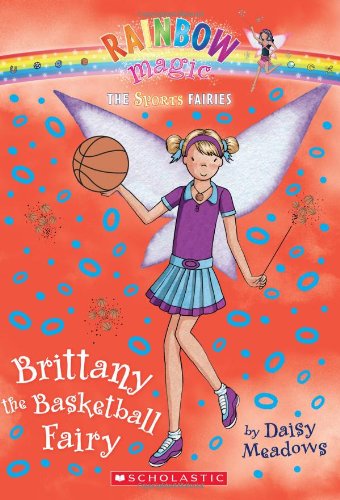 RAINBOW
magic
THE SPORTS FAIRIES
Brittany
the Basketball
Fairy
by Daisy
Meadows
SCHOLASTIC